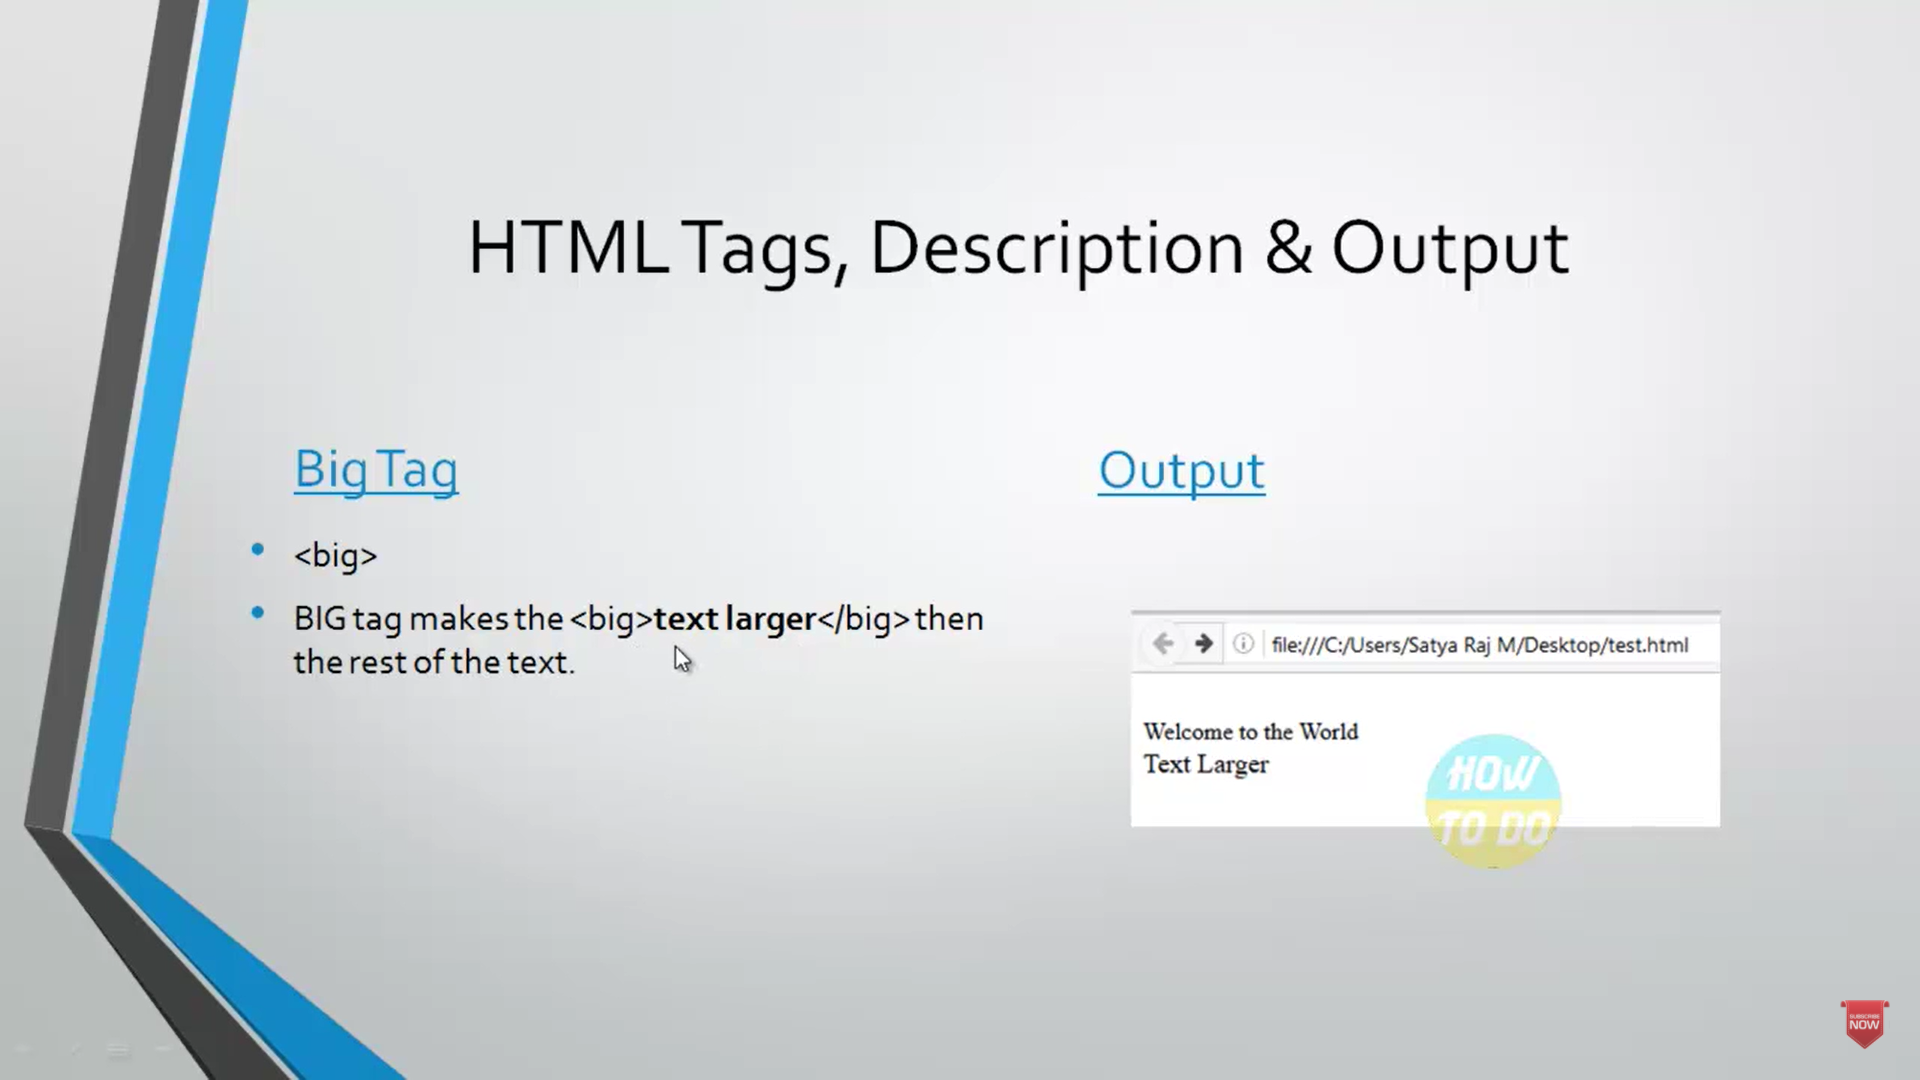 HTML Tags, Description & Output
Big Tag
<big>
BIG tag makes the <big>text larger</big> then
the rest of the text.
Output
file:///C:/Users/Satya Raj M/Desktop/test.html
Welcome to the World
Text Larger
HOW
TO DO
SUBSCRIBE
NOW